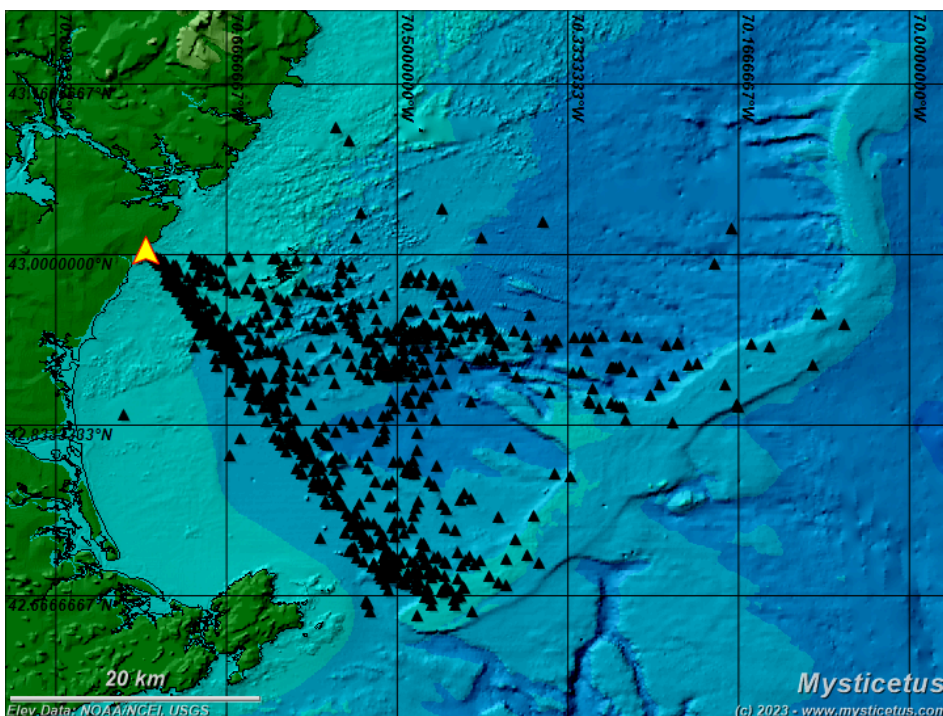 70.6666667°W
70.5000000°W
70.3333333°W
70.1666667°W
70.0000000°W
43.1666667°N
43.0000000°N
42.8333333°N
42.6666667°N
20 km
Elev Data: NOAA/NCEI, USGS
Mysticetus
(c) 2023 - www.mysticetus.com